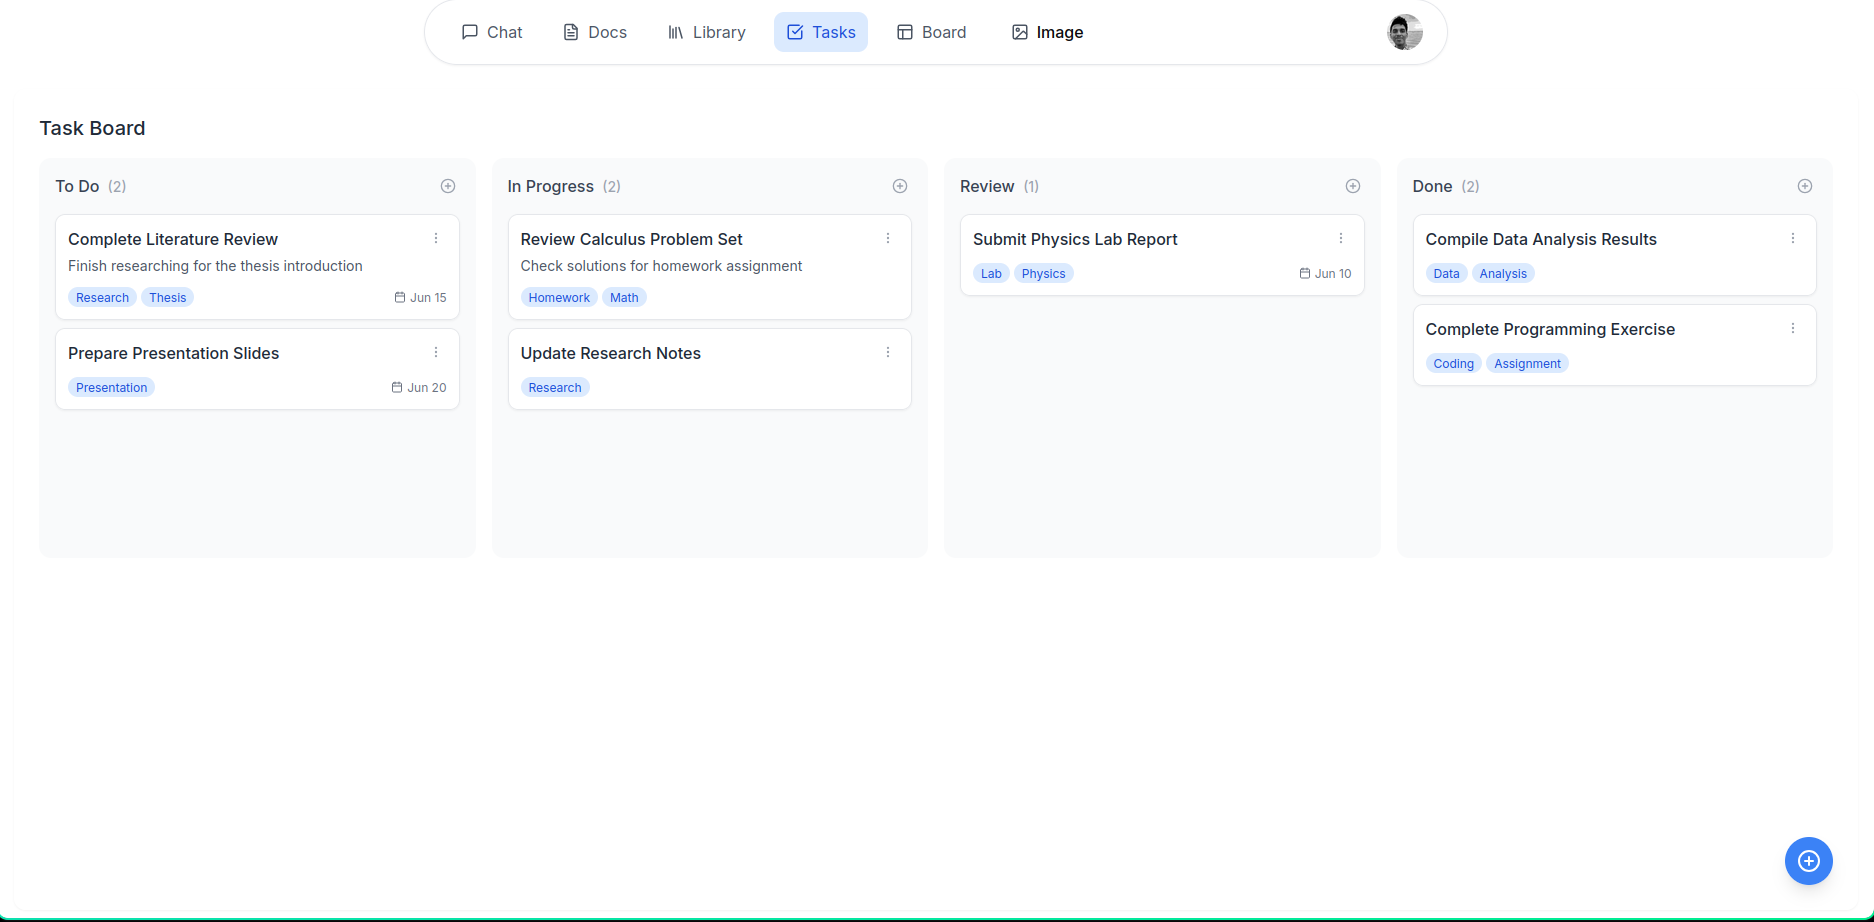 Chat Docs Library Tasks Board Image
Task Board
To Do (2)
Complete Literature Review
Finish researching for the thesis introduction
Research Thesis Jun 15
Prepare Presentation Slides
Presentation Jun 20
In Progress (2)
Review Calculus Problem Set
Check solutions for homework assignment
Homework Math
Update Research Notes
Research
Review (1)
Submit Physics Lab Report
Lab Physics Jun 10
Done (2)
Compile Data Analysis Results
Data Analysis
Complete Programming Exercise
Coding Assignment